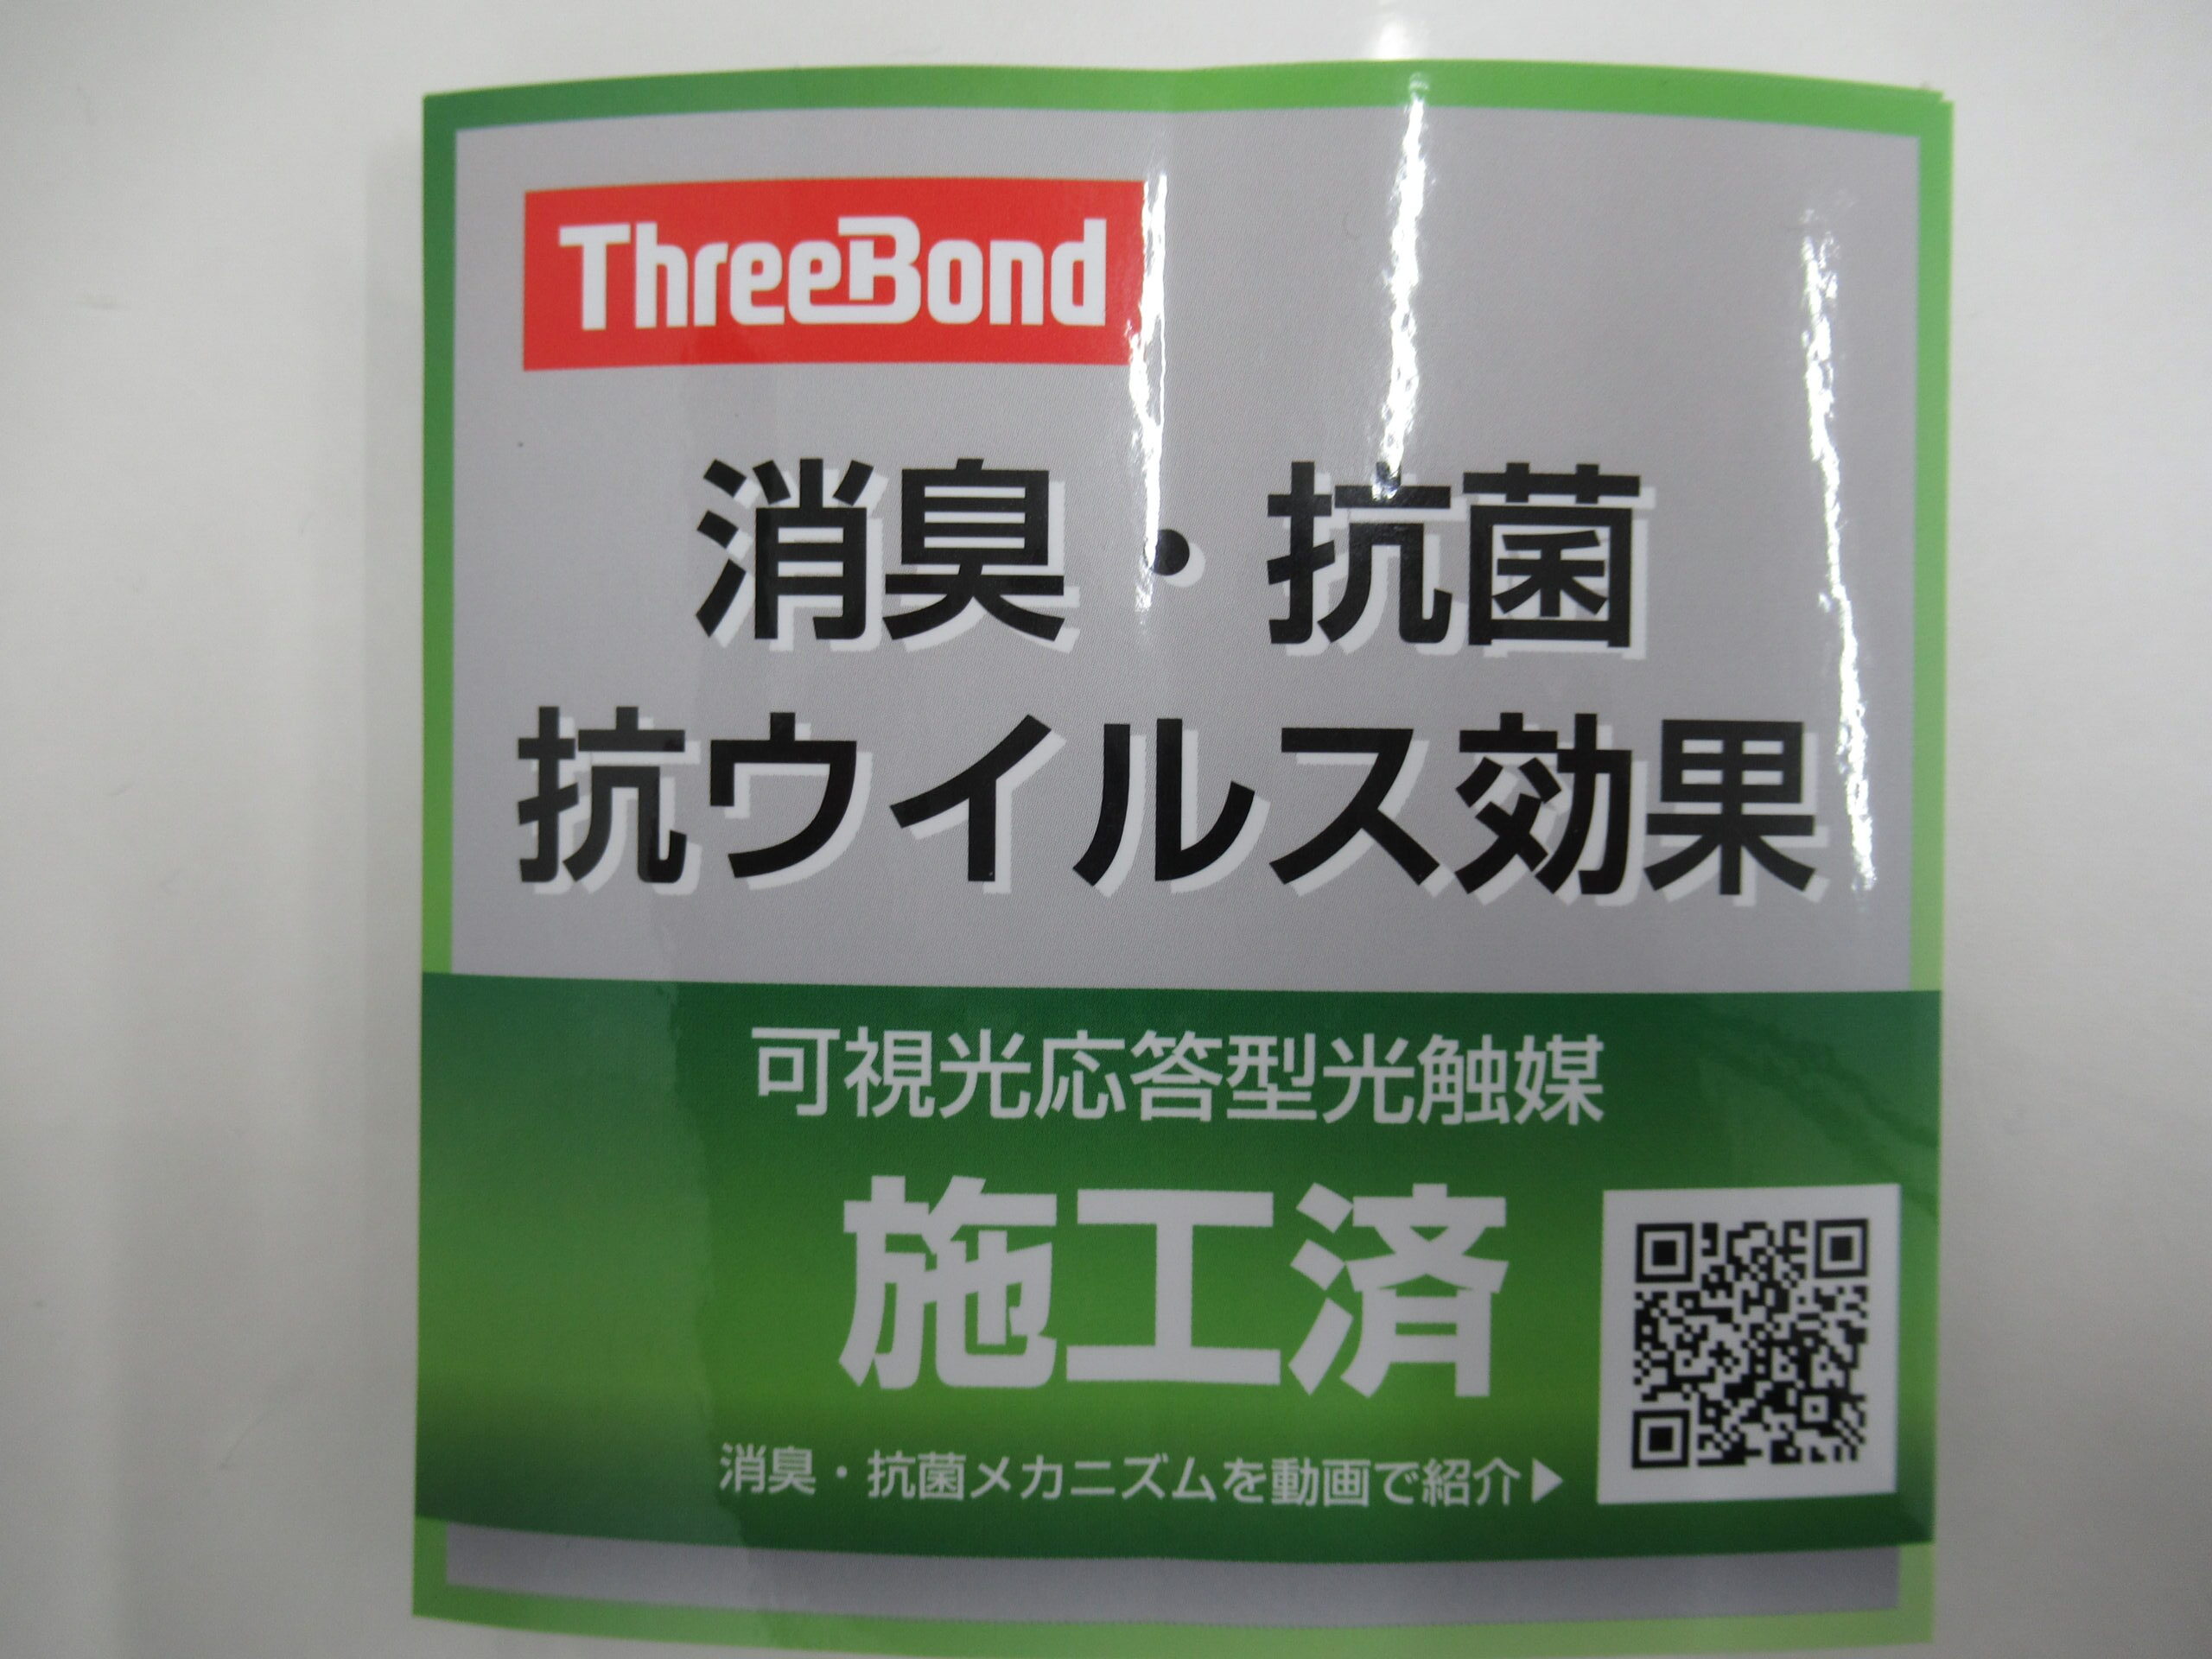 ThreeBond
消臭・抗菌
抗ウイルス効果
可視光応答型光触媒
施工済
消臭・抗菌メカニズムを動画で紹介▶